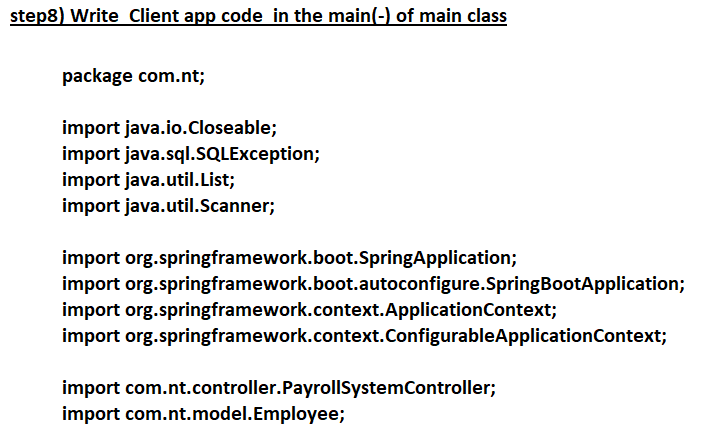 step8) Write  Client app code  in the main(-) of main class
package com.nt;
import java.io.Closeable;
import java.sql.SQLException;
import java.util.List;
import java.util.Scanner;
import org.springframework.boot.SpringApplication;
import org.springframework.boot.autoconfigure.SpringBootApplication;
import org.springframework.context.ApplicationContext;
import org.springframework.context.ConfigurableApplicationContext;
import com.nt.controller.PayrollSystemController;
import com.nt.model.Employee;